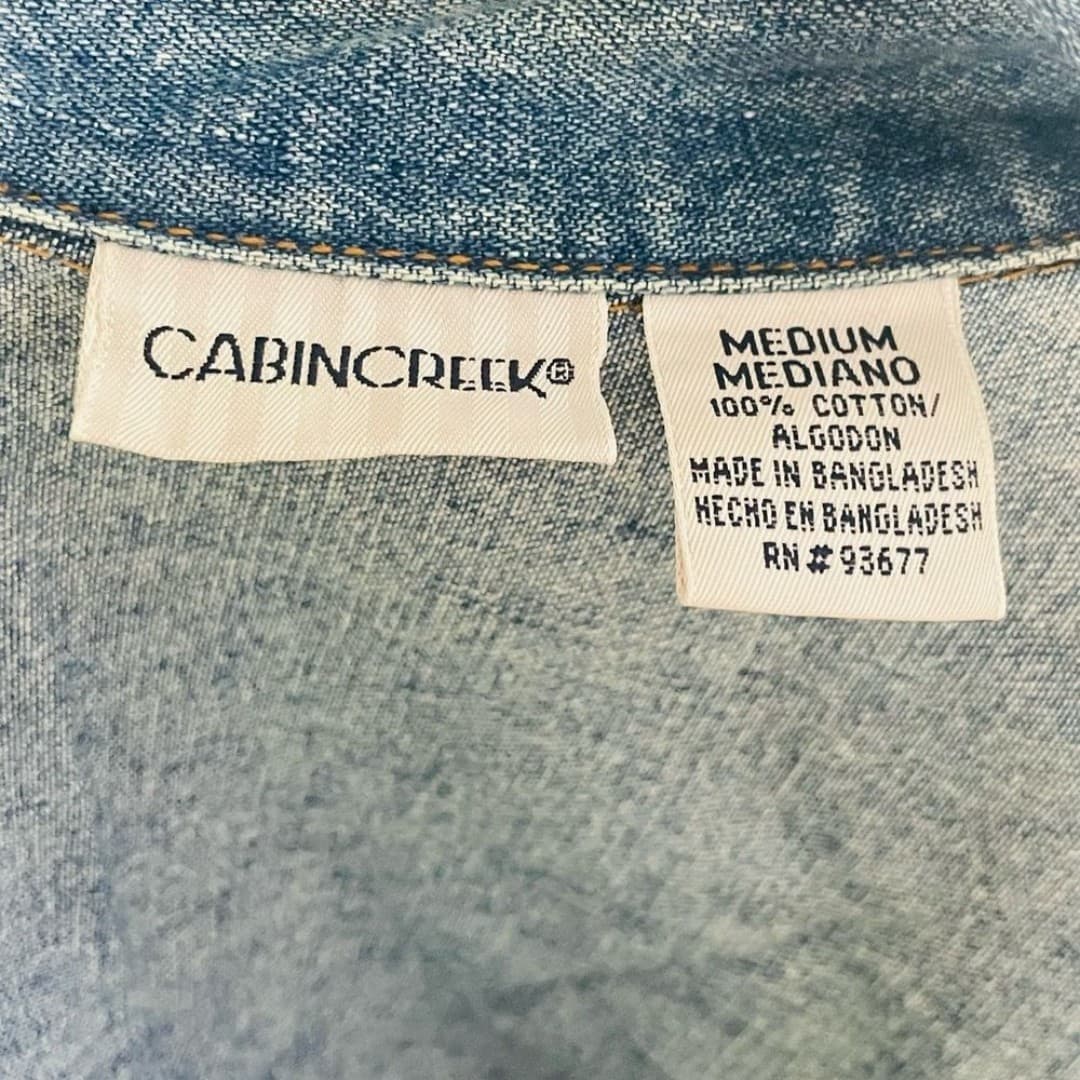 CABINCREEK®
MEDIUM
MEDIANO
100% COTTON/
ALGODON
MADE IN BANGLADESH
HECHO EN BANGLADESH
RN # 93677